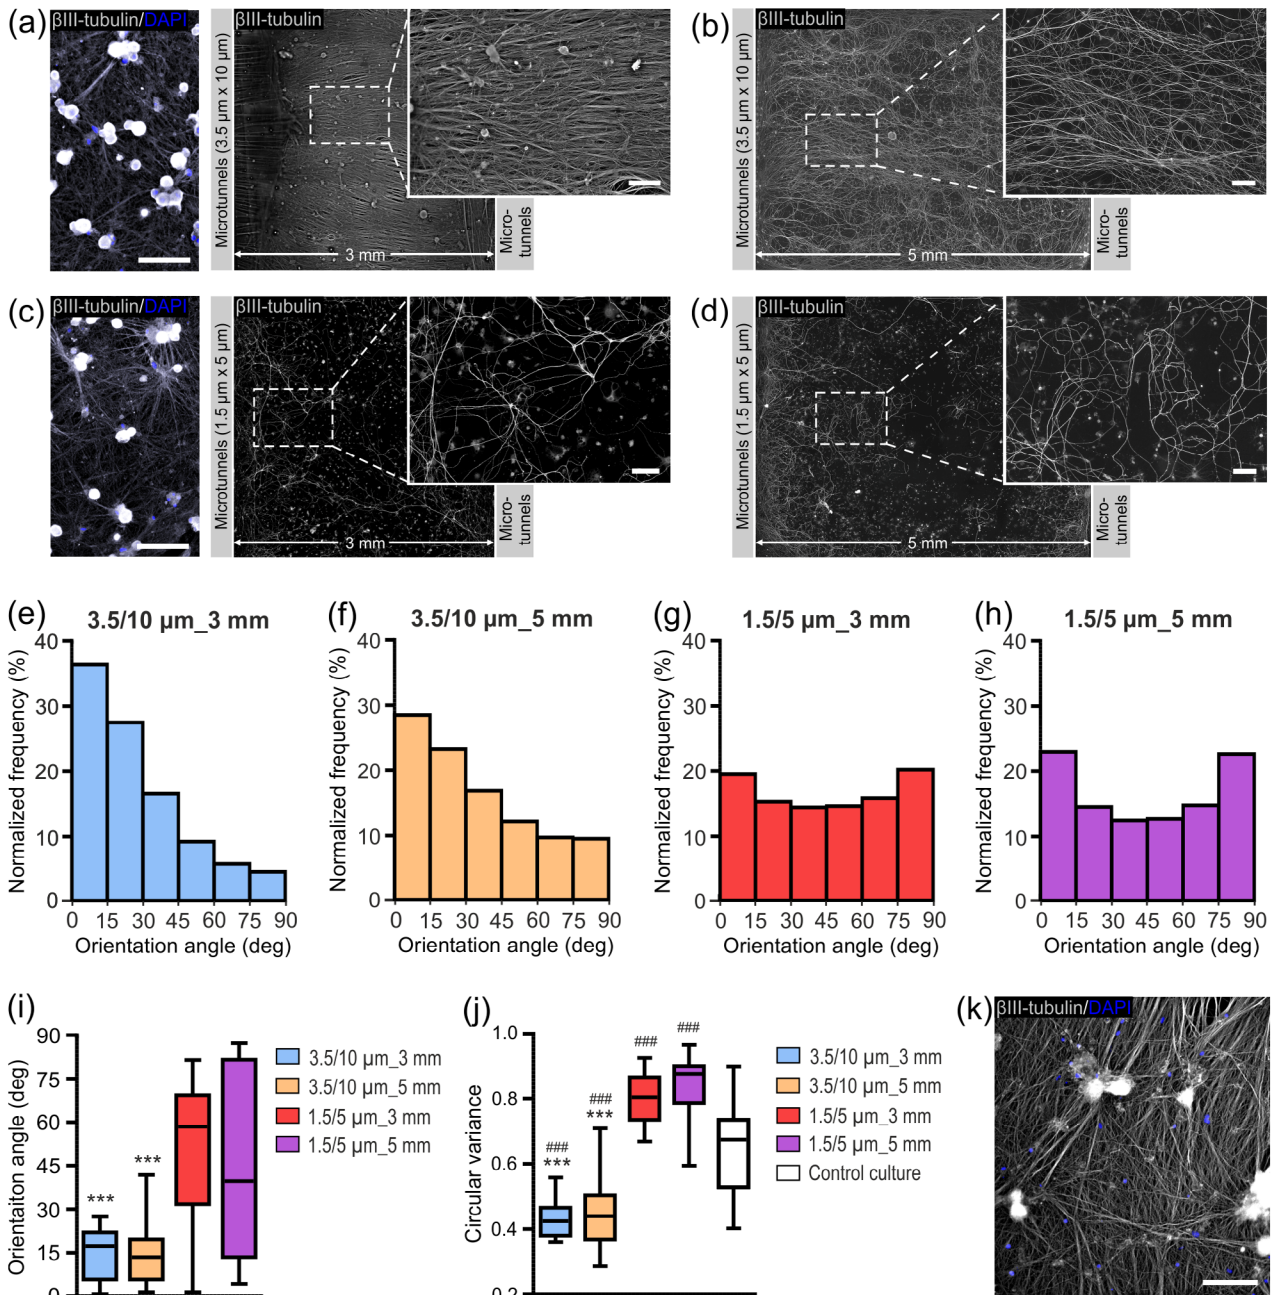 (a)
βIII-tubulin/DAPI
Microtunnels (3.5 µm x 10 µm)
βIII-tubulin
3 mm
Micro-
tunnels
(b)
Microtunnels (3.5 µm x 10 µm)
βIII-tubulin
5 mm
Micro-
tunnels
(c)
βIII-tubulin/DAPI
Microtunnels (1.5 µm x 5 µm)
βIII-tubulin
3 mm
Micro-
tunnels
(d)
Microtunnels (1.5 µm x 5 µm)
βIII-tubulin
5 mm
Micro-
tunnels
(e)
3.5/10 µm_3 mm
Normalized frequency (%)
40
30
20
10
0
0 15 30 45 60 75 90
Orientation angle (deg)
(f)
3.5/10 µm_5 mm
Normalized frequency (%)
40
30
20
10
0
0 15 30 45 60 75 90
Orientation angle (deg)
(g)
1.5/5 µm_3 mm
Normalized frequency (%)
40
30
20
10
0
0 15 30 45 60 75 90
Orientation angle (deg)
(h)
1.5/5 µm_5 mm
Normalized frequency (%)
40
30
20
10
0
0 15 30 45 60 75 90
Orientation angle (deg)
(i)
Orientaiton angle (deg)
90
75
60
45
30
15
0
***
***
3.5/10 µm_3 mm
3.5/10 µm_5 mm
1.5/5 µm_3 mm
1.5/5 µm_5 mm
(j)
Circular variance
1.0
0.8
0.6
0.4
0.2
###
***
###
***
###
###
3.5/10 µm_3 mm
3.5/10 µm_5 mm
1.5/5 µm_3 mm
1.5/5 µm_5 mm
Control culture
(k)
βIII-tubulin/DAPI